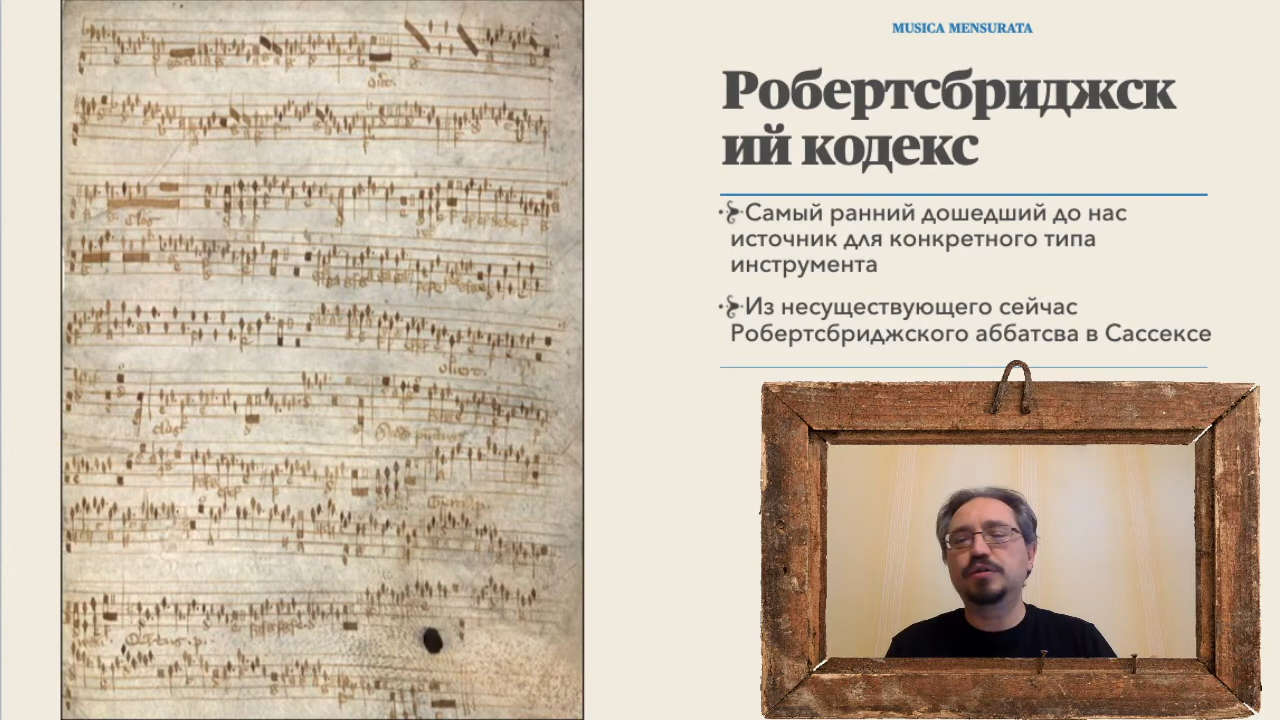 MUSICA MENSURATA
Робертсбриджск
ий кодекс
Самый ранний дошедший до нас
источник для конкретного типа
инструмента
Из несуществующего сейчас
Робертсбриджского аббатсва в Сассексе